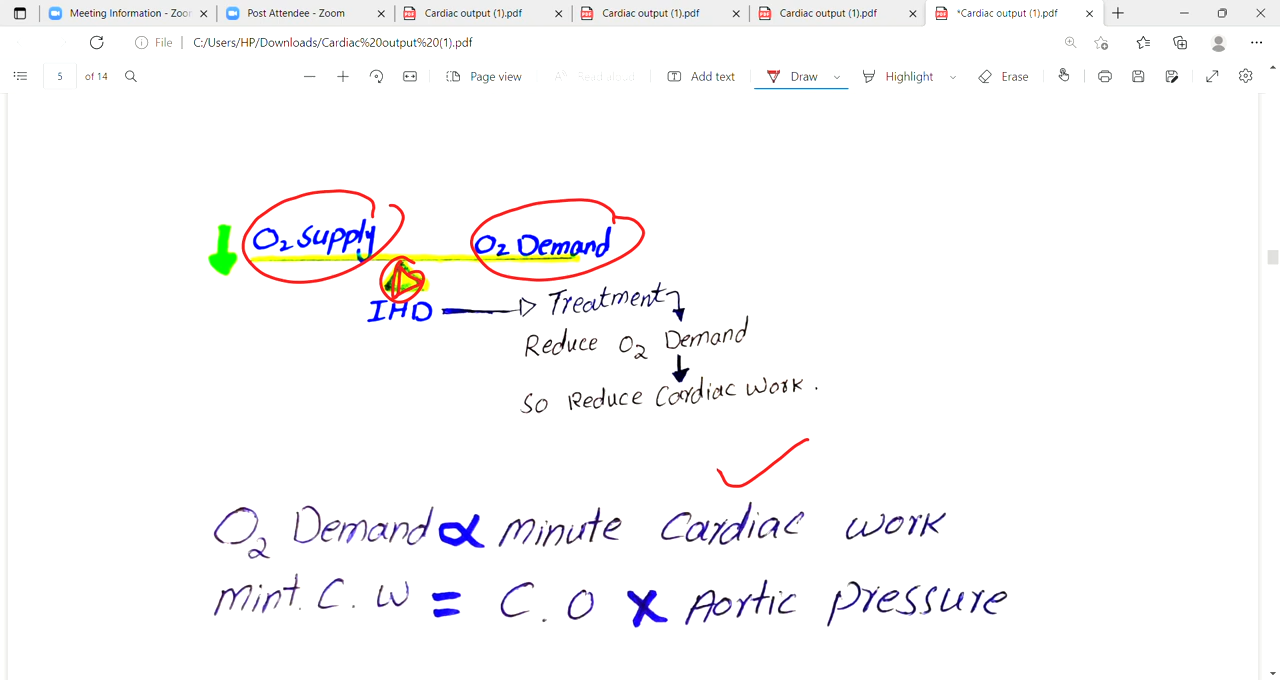 Meeting Information - Zoor
Post Attendee - Zoom
Cardiac output (1).pdf
Cardiac output (1).pdf
Cardiac output (1).pdf
*Cardiac output (1).pdf
File C:/Users/HP/Downloads/Cardiac%20output%20(1).pdf
5 of 14 Page view Read aloud Add text Draw Highlight Erase
O2 Supply O2 Demand
IHD Treatment
Reduce O2 Demand
So Reduce Cardiac Work.
O2 Demand ∝ minute Cardiac work
mint. C. W = C. O X Aortic pressure